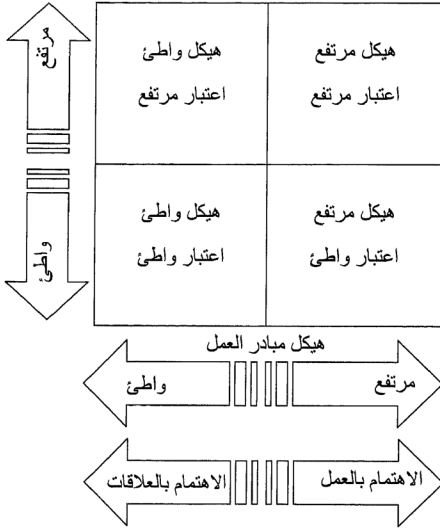 مرتفع
هيكل مرتفع
اعتبار مرتفع
هيكل واطئ
اعتبار مرتفع
هيكل مرتفع
اعتبار واطئ
هيكل واطئ
اعتبار واطئ
واطئ
هيكل مبادر العمل
مرتفع
واطئ
الاهتمام بالعمل
الاهتمام بالعلاقات